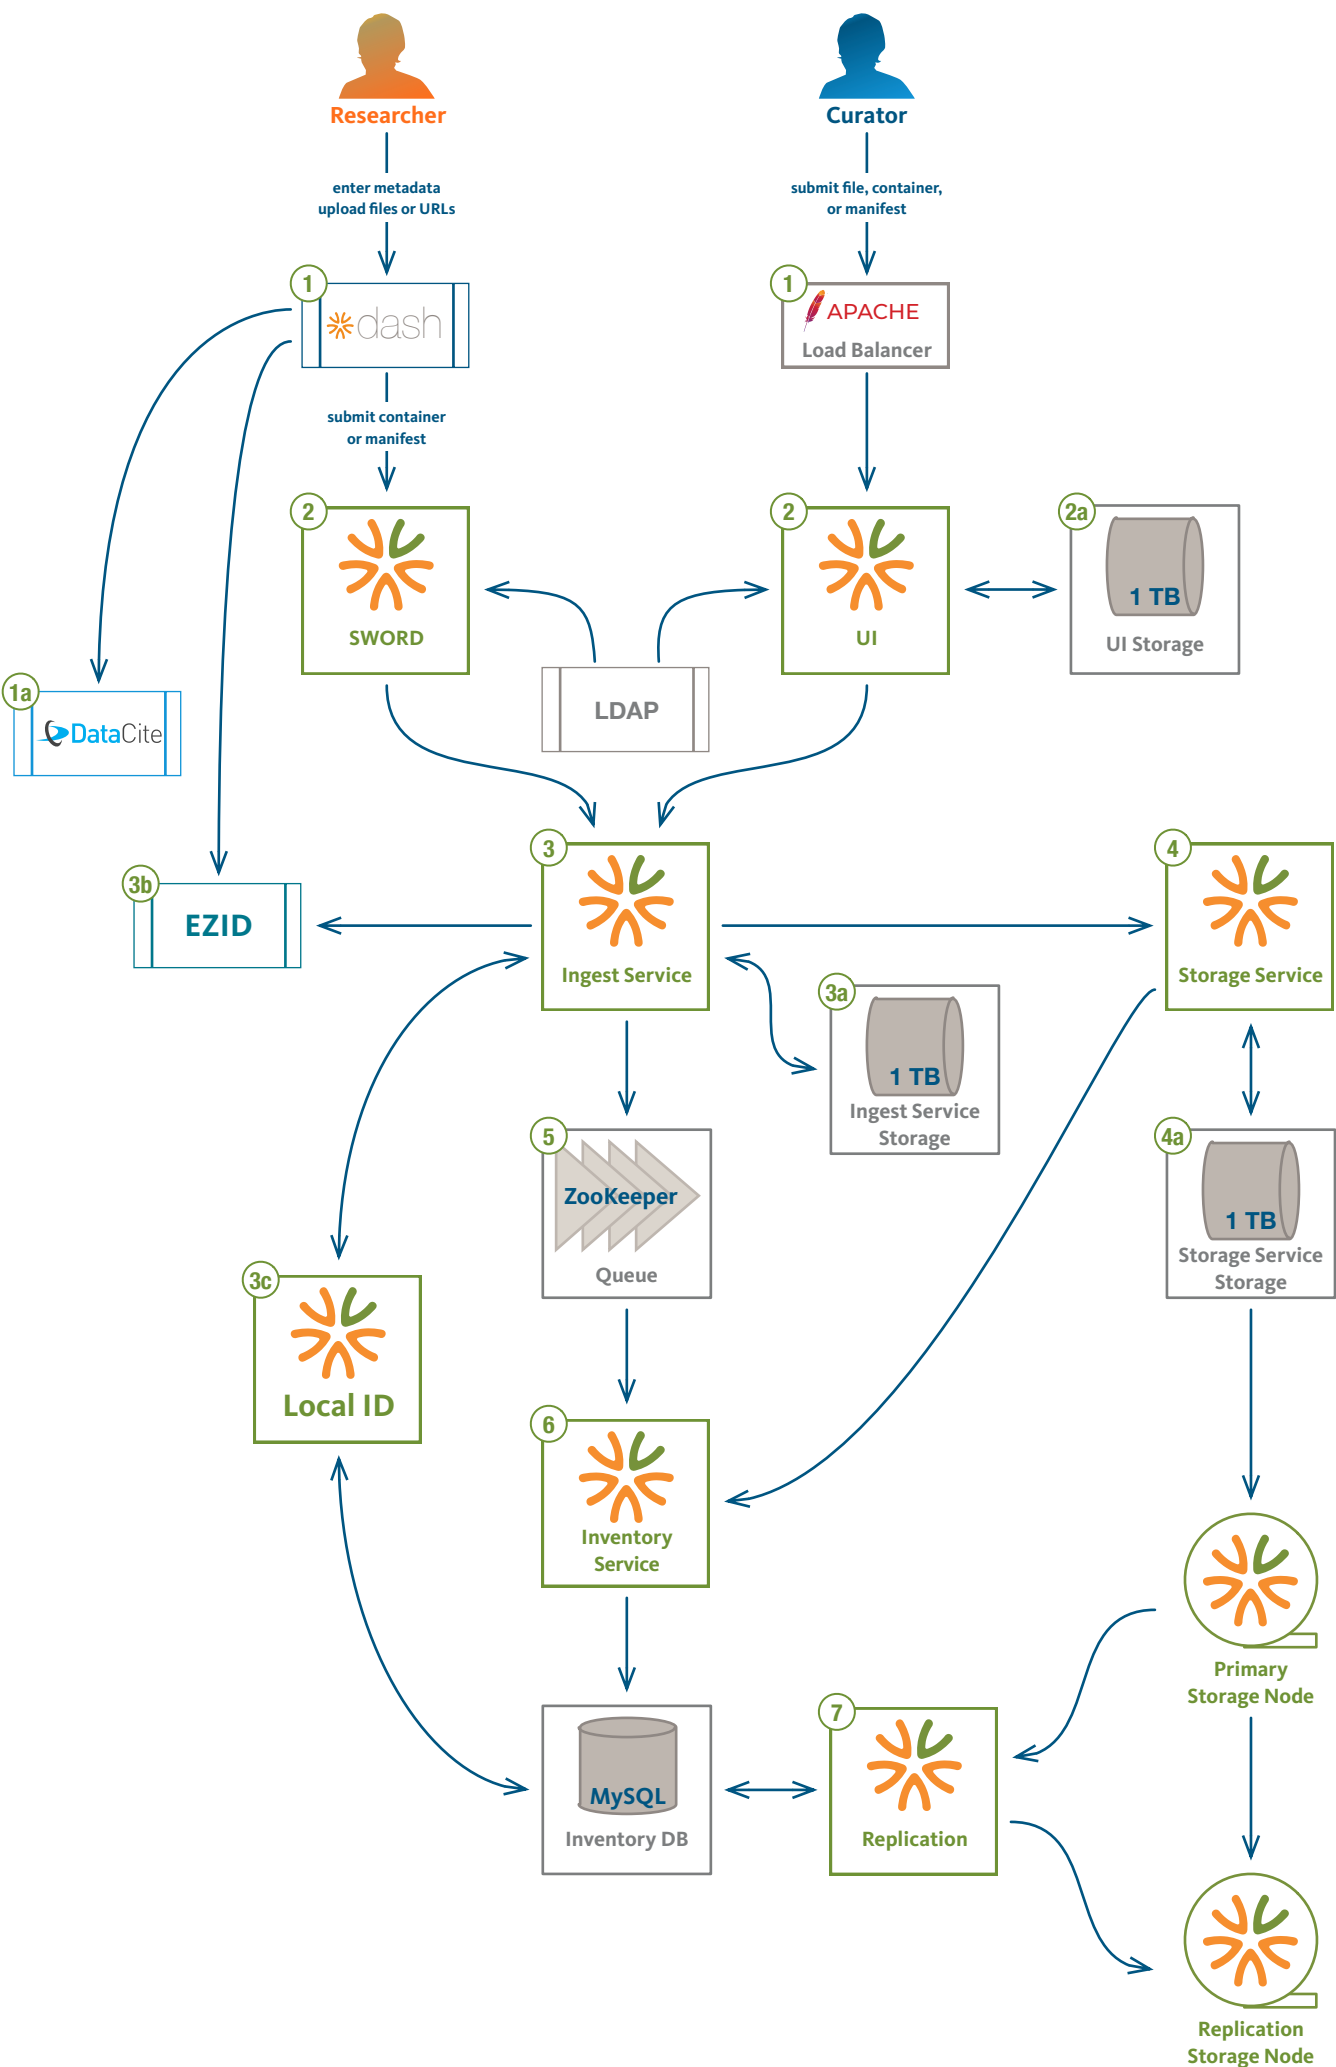 Researcher
Curator
enter metadata
upload files or URLs
submit file, container,
or manifest
1
dash
1
APACHE
Load Balancer
submit container
or manifest
2
SWORD
2
UI
2a
1 TB
UI Storage
LDAP
1a
DataCite
3
Ingest Service
4
Storage Service
3b
EZID
3a
1 TB
Ingest Service
Storage
5
ZooKeeper
Queue
4a
1 TB
Storage Service
Storage
3c
Local ID
6
Inventory
Service
Primary
Storage Node
MySQL
Inventory DB
7
Replication
Replication
Storage Node